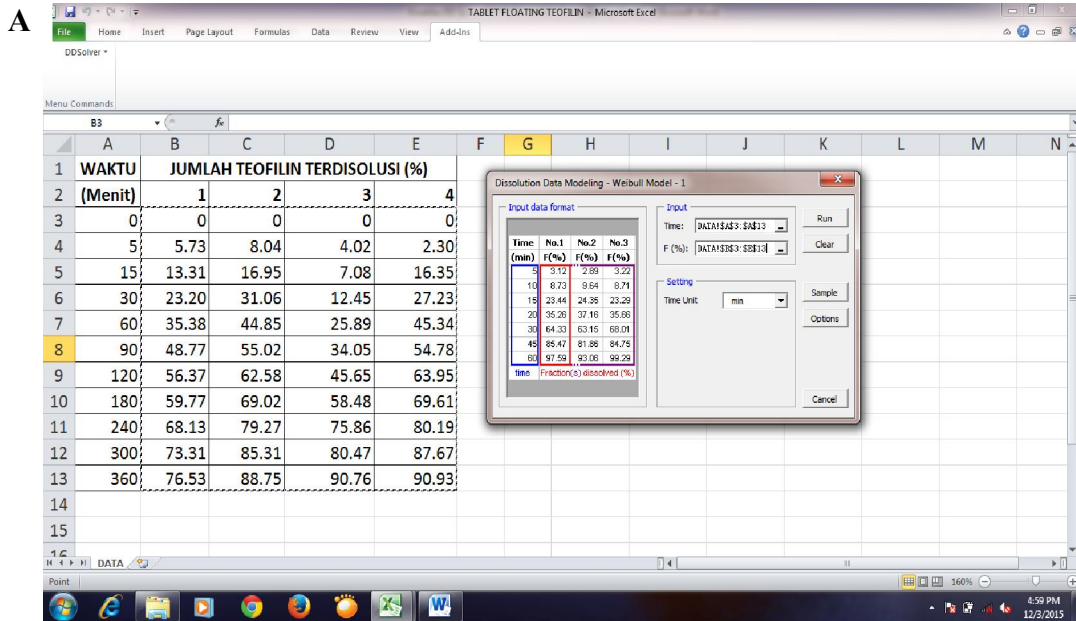 A
TABLET FLOATING TEOFILIN - Microsoft Excel
File Home Insert Page Layout Formulas Data Review View Add-Ins
DDSolver
Menu Commands
B3 fx
A B C D E F G H I J K L M N
1 WAKTU JUMLAH TEOFILIN TERDISOLUSI (%)
2 (Menit) 1 2 3 4
3 0 0 0 0 0
4 5 5.73 8.04 4.02 2.30
5 15 13.31 16.95 7.08 16.35
6 30 23.20 31.06 12.45 27.23
7 60 35.38 44.85 25.89 45.34
8 90 48.77 55.02 34.05 54.78
9 120 56.37 62.58 45.65 63.95
10 180 59.77 69.02 58.48 69.61
11 240 68.13 79.27 75.86 80.19
12 300 73.31 85.31 80.47 87.67
13 360 76.53 88.75 90.76 90.93
14
15
16
Dissolution Data Modeling - Weibull Model - 1
Input data format
Time No.1 No.2 No.3
(min) F(%) F(%) F(%)
5 3.12 2.89 3.22
10 8.73 9.64 8.71
15 23.44 24.35 23.29
20 35.26 37.16 35.66
30 64.33 63.15 68.01
45 85.47 81.86 84.75
60 97.59 93.06 99.29
time Fraction(s) dissolved (%)
Input
Time: DATA!$A$3:$A$13
F (%): DATA!$B$3:$E$13
Setting
Time Unit min
Run
Clear
Sample
Options
Cancel
DATA
Point 160%
4:59 PM
12/3/2015